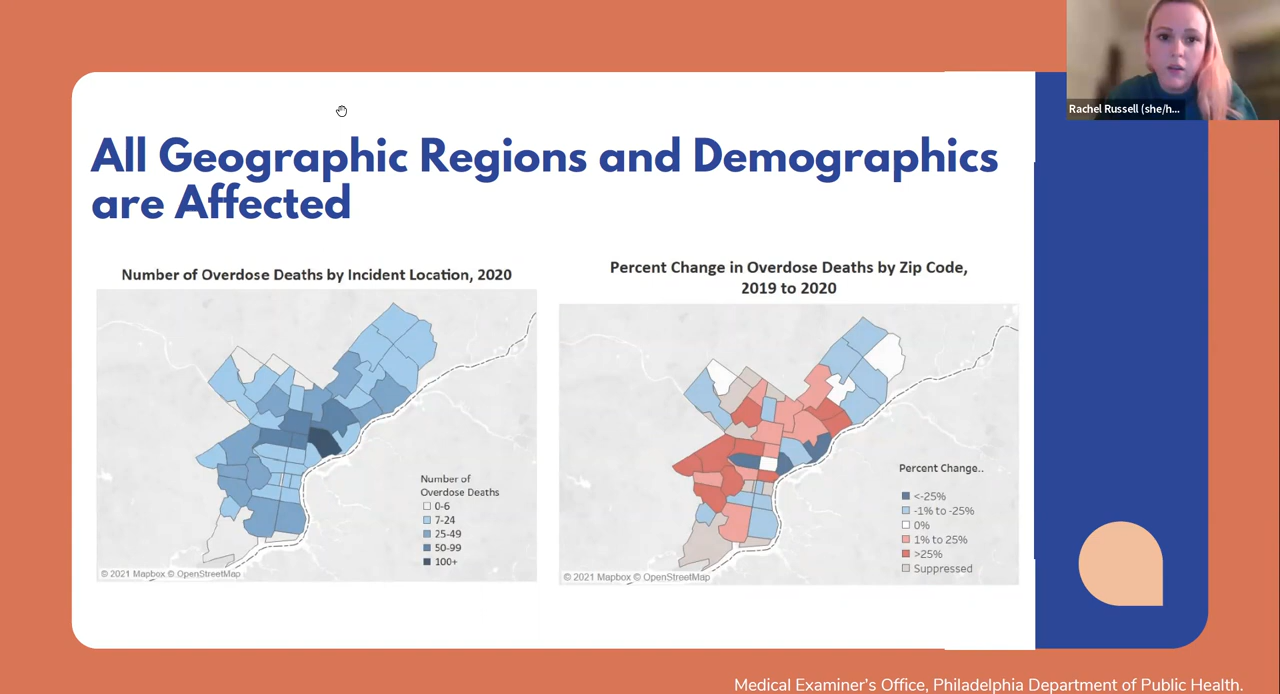 Rachel Russell (she/h...
All Geographic Regions and Demographics
are Affected
Number of Overdose Deaths by Incident Location, 2020
Number of
Overdose Deaths
0-6
7-24
25-49
50-99
100+
© 2021 Mapbox © OpenStreetMap
Percent Change in Overdose Deaths by Zip Code,
2019 to 2020
Percent Change..
<-25%
-1% to -25%
0%
1% to 25%
>25%
Suppressed
© 2021 Mapbox © OpenStreetMap
Medical Examiner's Office, Philadelphia Department of Public Health.